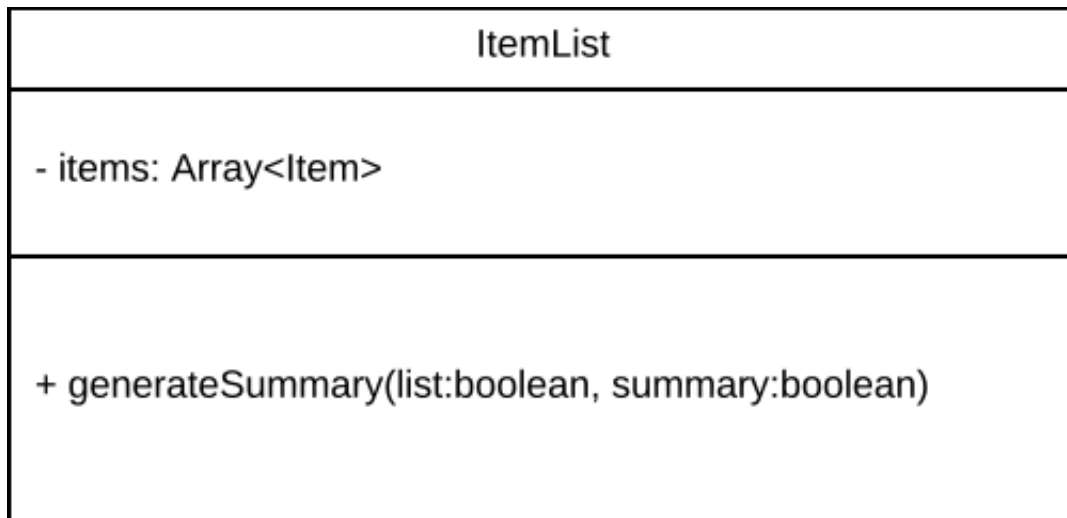 ItemList
- items: Array<Item>
+ generateSummary(list:boolean, summary:boolean)